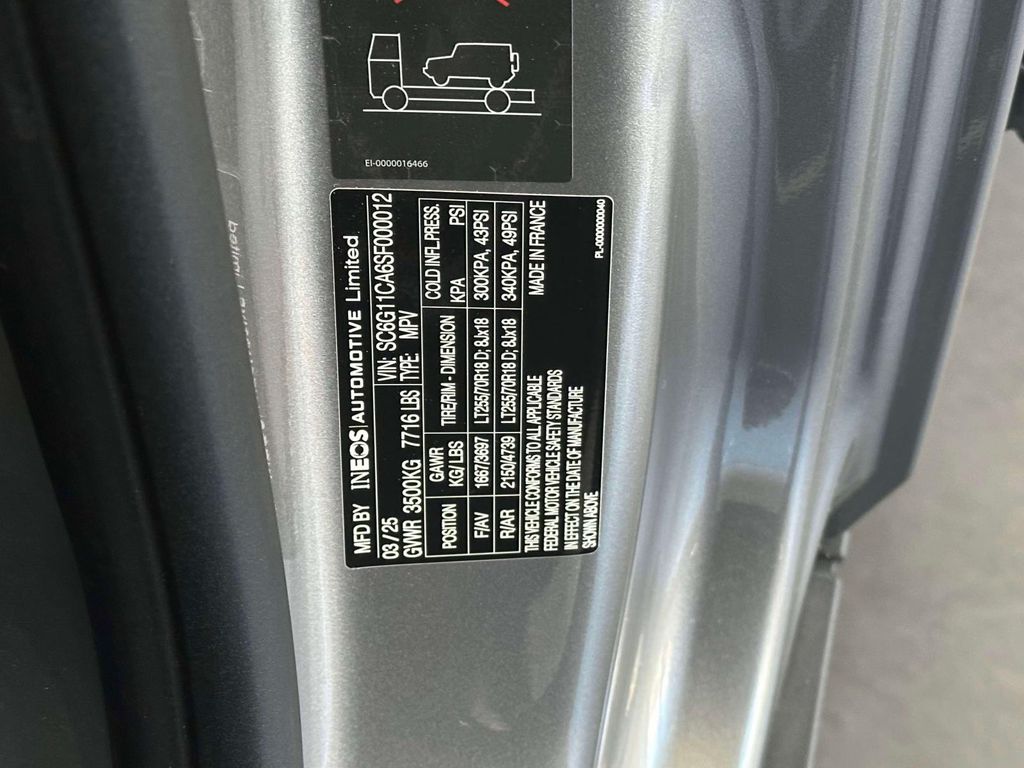 EI-0000016466
MFD BY INEOS AUTOMOTIVE Limited
03/25 VIN: SC6G11CA6SF000012
GVWR 3500KG 7716 LBS TYPE: MPV
POSITION GAWR KG/LBS TIRE/RIM - DIMENSION COLD INFL.PRESS. KPA PSI
F/AV 1667/3697 LT255/70R18 D; 8Jx18 300KPA, 43PSI
R/AR 2150/4739 LT255/70R18 D; 8Jx18 340KPA, 49PSI
THIS VEHICLE CONFORMS TO ALL APPLICABLE MADE IN FRANCE
FEDERAL MOTOR VEHICLE SAFETY STANDARDS
IN EFFECT ON THE DATE OF MANUFACTURE
SHOWN ABOVE
PL-0000000040